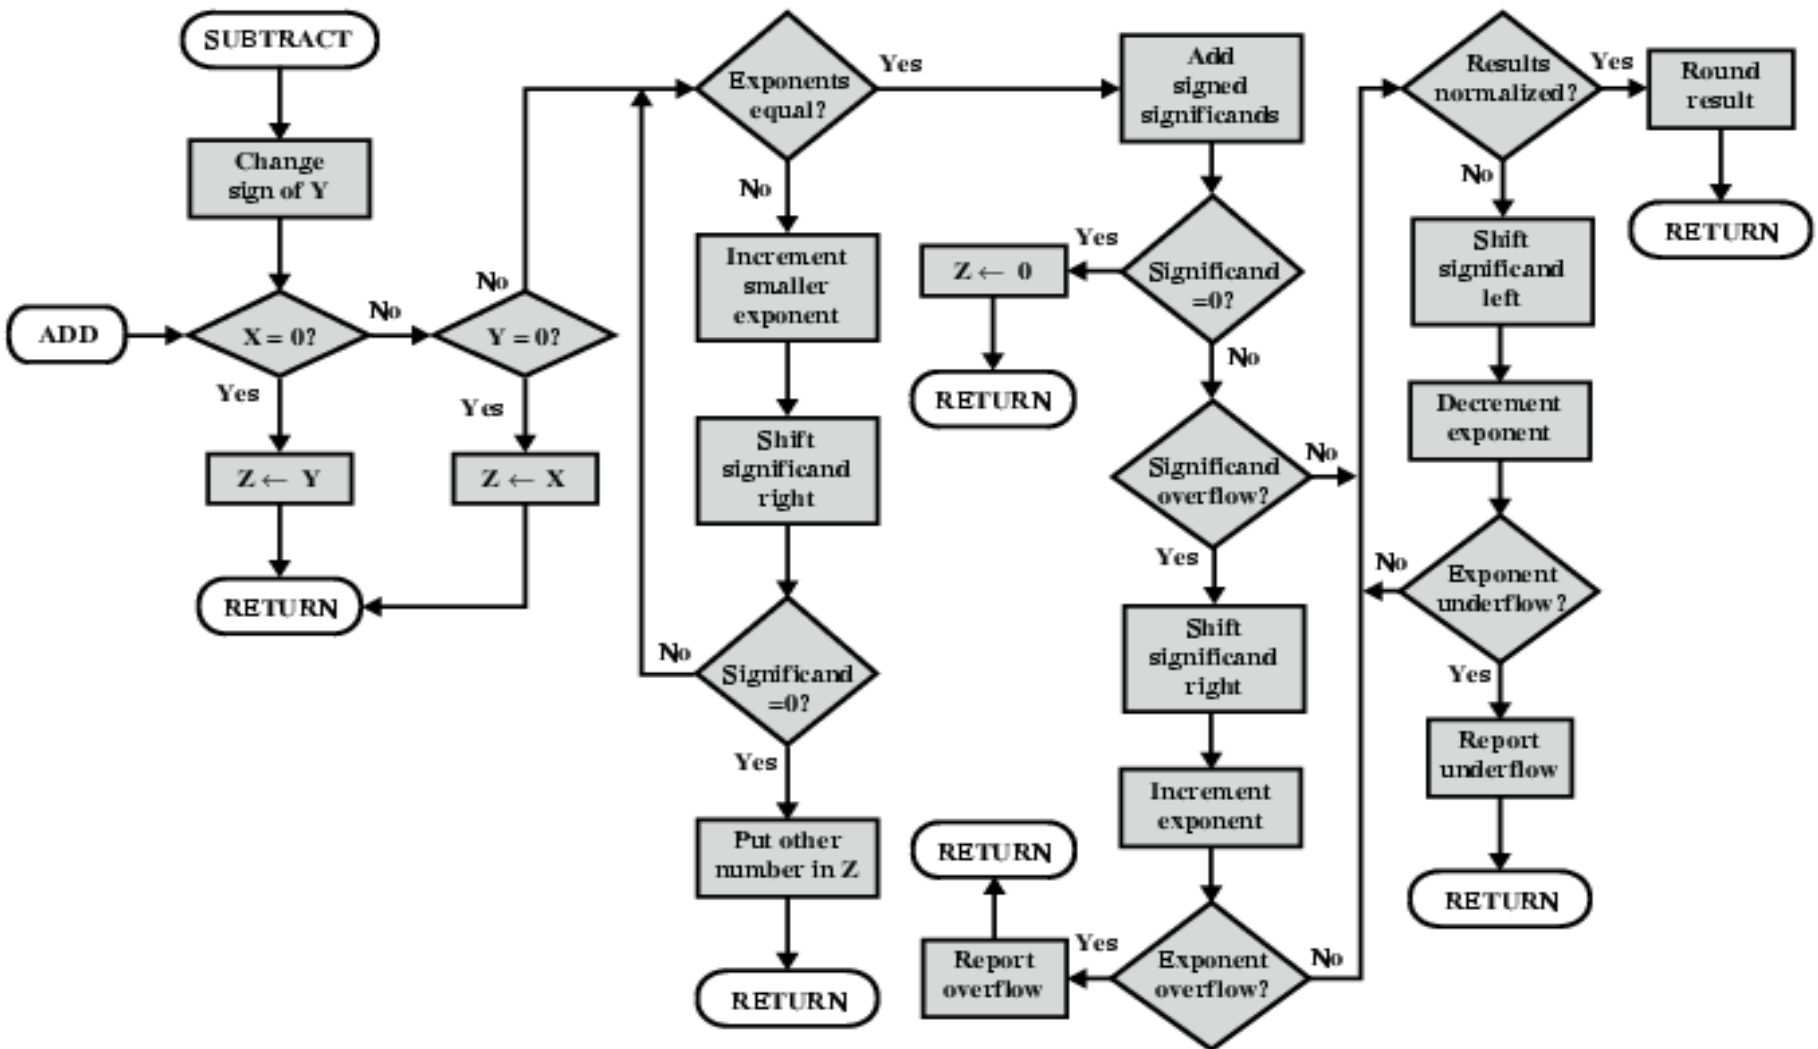 SUBTRACT
Change
sign of Y
ADD
X = 0?
No
Yes
Z ← Y
RETURN
No
Y = 0?
Yes
Z ← X
Exponents
equal?
Yes
No
Increment
smaller
exponent
Shift
significand
right
No
Significand
=0?
Yes
Put other
number in Z
RETURN
Add
signed
significands
Yes
Significand
=0?
Z ← 0
RETURN
No
Significand
overflow?
No
Yes
Shift
significand
right
Increment
exponent
Exponent
overflow?
Yes
Report
overflow
RETURN
No
Results
normalized?
Yes
Round
result
RETURN
No
Shift
significand
left
Decrement
exponent
No
Exponent
underflow?
Yes
Report
underflow
RETURN